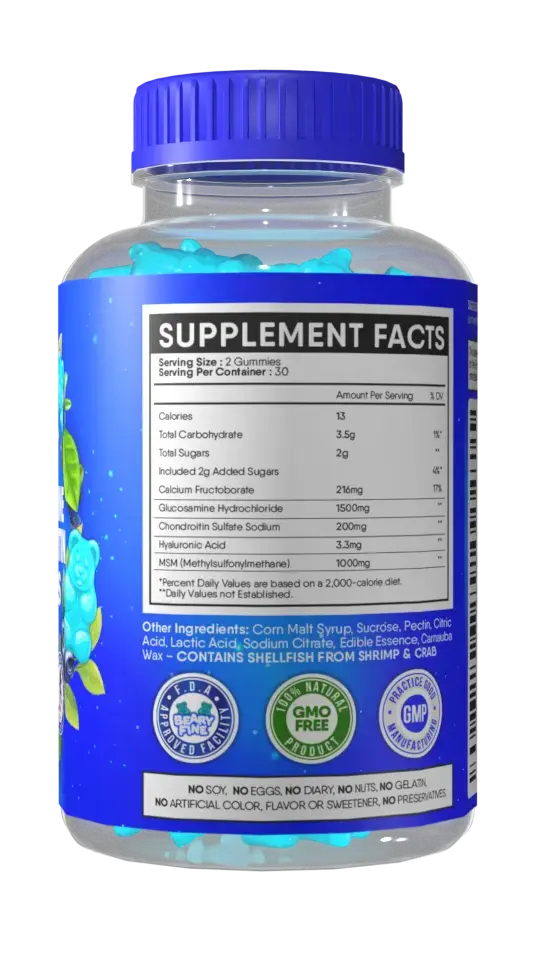 SUPPLEMENT FACTS
Serving Size : 2 Gummies
Serving Per Container : 30
Amount Per Serving % DV
Calories 13
Total Carbohydrate 3.5g 1%*
Total Sugars 2g **
Included 2g Added Sugars 4%*
Calcium Fructoborate 216mg 17%
Glucosamine Hydrochloride 1500mg **
Chondroitin Sulfate Sodium 200mg **
Hyaluronic Acid 3.3mg **
MSM (Methylsulfonylmethane) 1000mg **
*Percent Daily Values are based on a 2,000-calorie diet.
**Daily Values not Established.
Other Ingredients: Corn Malt Syrup, Sucrose, Pectin, Citric
Acid, Lactic Acid, Sodium Citrate, Edible Essence, Carnauba
Wax - CONTAINS SHELLFISH FROM SHRIMP & CRAB
F.D.A
BEARY
FINE
APPROVED FACILITY
100% NATURAL
GMO
FREE
PRODUCT
PRACTICE GOOD
GMP
MANUFACTURING
NO SOY, NO EGGS, NO DIARY, NO NUTS, NO GELATIN,
NO ARTIFICIAL COLOR, FLAVOR OR SWEETENER, NO PRESERVATIVES